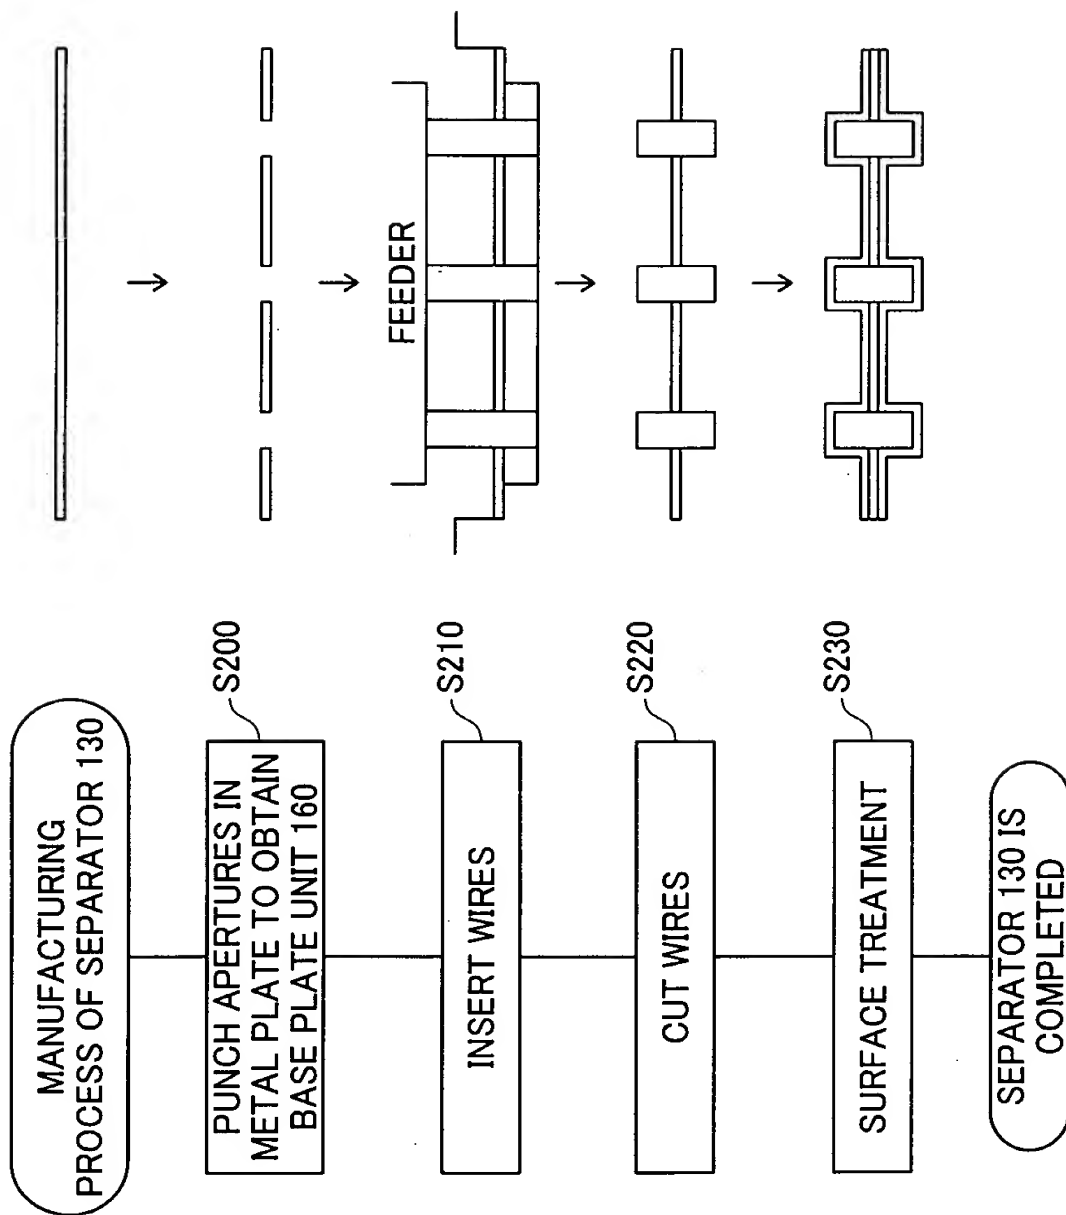 MANUFACTURING
PROCESS OF SEPARATOR 130
PUNCH APERTURES IN
METAL PLATE TO OBTAIN
BASE PLATE UNIT 160
S200
INSERT WIRES
S210
CUT WIRES
S220
SURFACE TREATMENT
S230
SEPARATOR 130 IS
COMPLETED
FEEDER